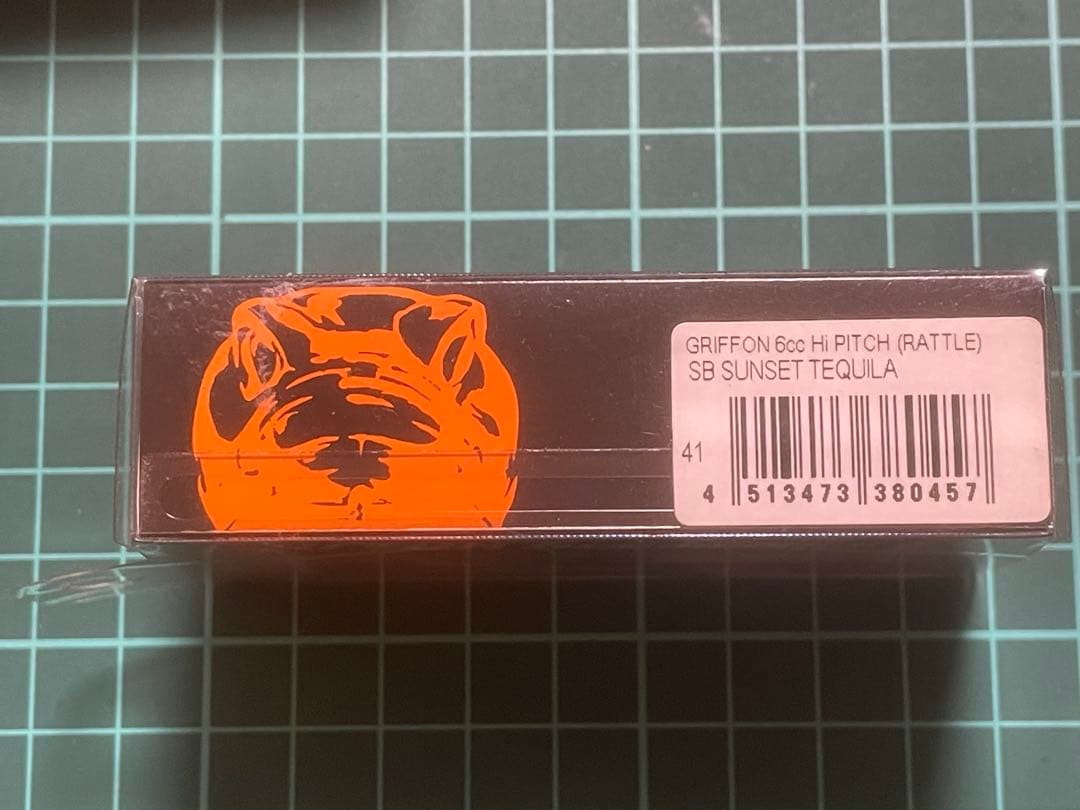 GRIFFON 6cc Hi PITCH (RATTLE)
SB SUNSET TEQUILA
41
4 513473 380457